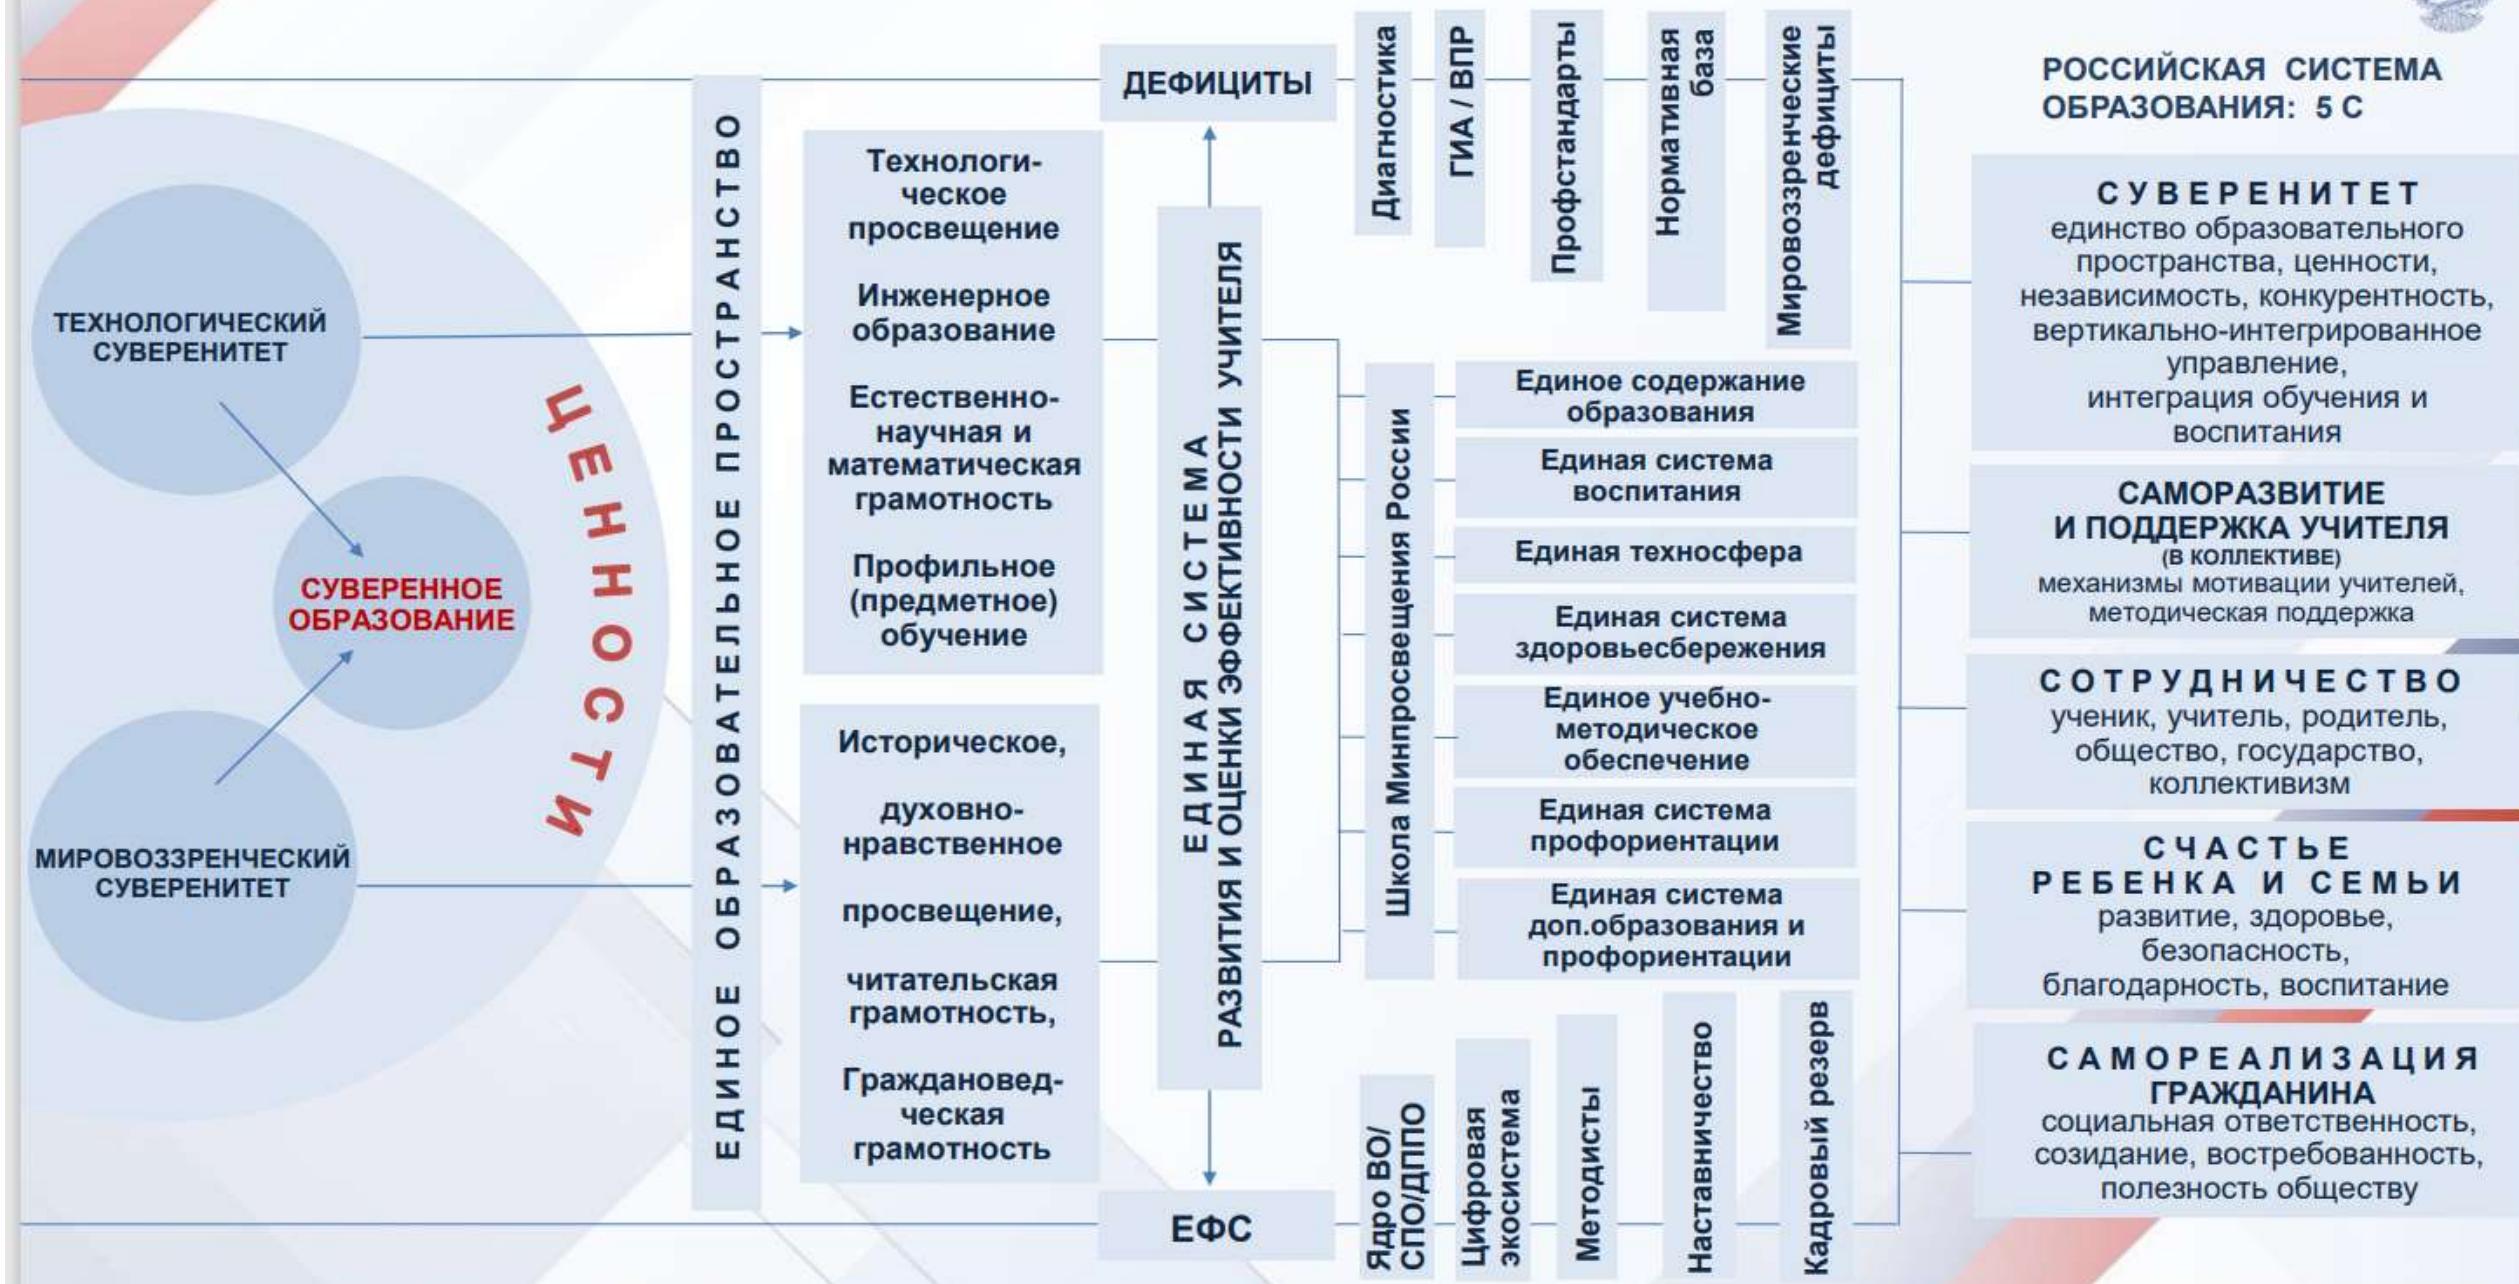 ТЕХНОЛОГИЧЕСКИЙ
СУВЕРЕНИТЕТ
СУВЕРЕННОЕ
ОБРАЗОВАНИЕ
МИРОВОЗЗРЕНЧЕСКИЙ
СУВЕРЕНИТЕТ
ЦЕННОСТИ
ЕДИНОЕ ОБРАЗОВАТЕЛЬНОЕ ПРОСТРАНСТВО
Технологи-
ческое
просвещение
Инженерное
образование
Естественно-
научная и
математическая
грамотность
Профильное
(предметное)
обучение
Историческое,
духовно-
нравственное
просвещение,
читательская
грамотность,
Граждановед-
ческая
грамотность
ДЕФИЦИТЫ
ЕДИНАЯ СИСТЕМА
РАЗВИТИЯ И ОЦЕНКИ ЭФФЕКТИВНОСТИ УЧИТЕЛЯ
ЕФС
Диагностика
ГИА / ВПР
Профстандарты
Нормативная
база
Мировоззренческие
дефициты
Школа Минпросвещения России
Единое содержание
образования
Единая система
воспитания
Единая техносфера
Единая система
здоровьесбережения
Единое учебно-
методическое
обеспечение
Единая система
профориентации
Единая система
доп.образования и
профориентации
Ядро ВО/
СПО/ДППО
Цифровая
экосистема
Методисты
Наставничество
Кадровый резерв
РОССИЙСКАЯ СИСТЕМА
ОБРАЗОВАНИЯ: 5 С
СУВЕРЕНИТЕТ
единство образовательного
пространства, ценности,
независимость, конкурентность,
вертикально-интегрированное
управление,
интеграция обучения и
воспитания
САМОРАЗВИТИЕ
И ПОДДЕРЖКА УЧИТЕЛЯ
(В КОЛЛЕКТИВЕ)
механизмы мотивации учителей,
методическая поддержка
СОТРУДНИЧЕСТВО
ученик, учитель, родитель,
общество, государство,
коллективизм
СЧАСТЬЕ
РЕБЕНКА И СЕМЬИ
развитие, здоровье,
безопасность,
благодарность, воспитание
САМОРЕАЛИЗАЦИЯ
ГРАЖДАНИНА
социальная ответственность,
созидание, востребованность,
полезность обществу